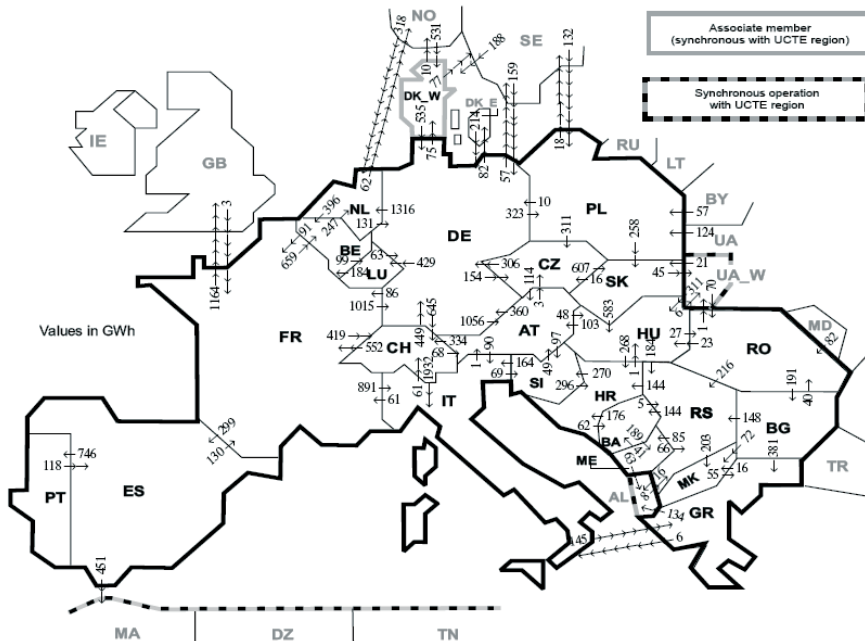 NO
SE
Associate member
(synchronous with UCTE region)
Synchronous operation
with UCTE region
318
531
188
132
10
77
DK_W
DK_E
159
535
75
214
82
62
57
18
IE
GB
RU
LT
BY
UA
UA_W
3
1164
396
247
NL
131
1316
91
659
BE
99
184
LU
63
429
86
1015
DE
10
323
PL
311
258
57
124
21
45
306
154
CZ
114
3
607
16
SK
311
6
70
1
Values in GWh
FR
419
552
CH
449
645
334
68
1932
61
1056
360
AT
48
103
583
HU
27
23
RO
MD
82
1
90
164
69
49
97
SI
296
270
268
184
1
144
216
891
61
IT
HR
5
144
RS
148
191
40
BG
176
62
BA
189
41
85
66
203
72
381
ME
63
8
16
MK
55
16
AL
GR
134
TR
299
130
746
118
PT
ES
145
6
451
MA
DZ
TN